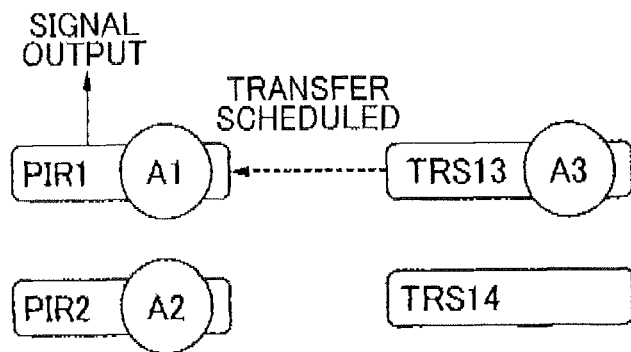 SIGNAL
OUTPUT
TRANSFER
SCHEDULED
PIR1 A1 TRS13 A3
PIR2 A2 TRS14